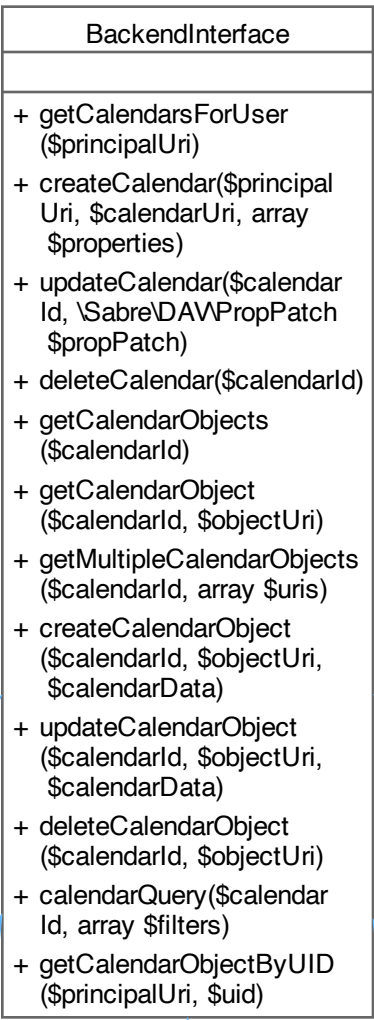 BackendInterface
+ getCalendarsForUser
($principalUri)
+ createCalendar($principal
Uri, $calendarUri, array
$properties)
+ updateCalendar($calendar
Id, \Sabre\DAV\PropPatch
$propPatch)
+ deleteCalendar($calendarId)
+ getCalendarObjects
($calendarId)
+ getCalendarObject
($calendarId, $objectUri)
+ getMultipleCalendarObjects
($calendarId, array $uris)
+ createCalendarObject
($calendarId, $objectUri,
$calendarData)
+ updateCalendarObject
($calendarId, $objectUri,
$calendarData)
+ deleteCalendarObject
($calendarId, $objectUri)
+ calendarQuery($calendar
Id, array $filters)
+ getCalendarObjectByUID
($principalUri, $uid)